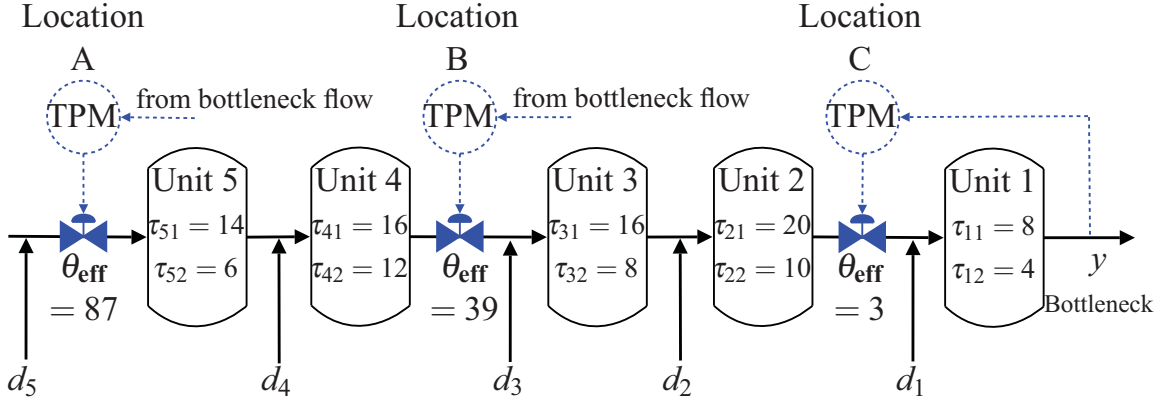 Location
A
TPM
from bottleneck flow
Location
B
TPM
from bottleneck flow
Location
C
TPM
Unit 5
τ51 = 14
τ52 = 6
Unit 4
τ41 = 16
τ42 = 12
Unit 3
τ31 = 16
τ32 = 8
Unit 2
τ21 = 20
τ22 = 10
Unit 1
τ11 = 8
τ12 = 4
θeff
= 87
θeff
= 39
θeff
= 3
y
Bottleneck
d5
d4
d3
d2
d1